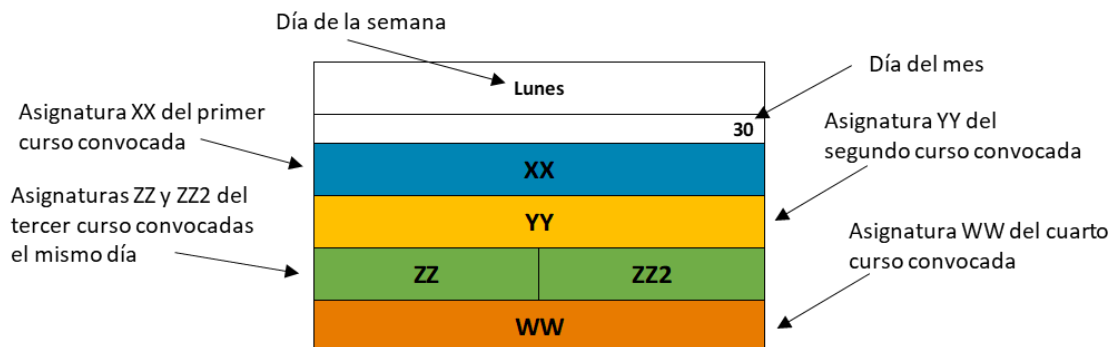 Día de la semana
Lunes
Día del mes
30
Asignatura XX del primer
curso convocada
XX
Asignatura YY del
segundo curso convocada
YY
Asignaturas ZZ y ZZ2 del
tercer curso convocadas
el mismo día
ZZ
ZZ2
Asignatura WW del cuarto
curso convocada
WW